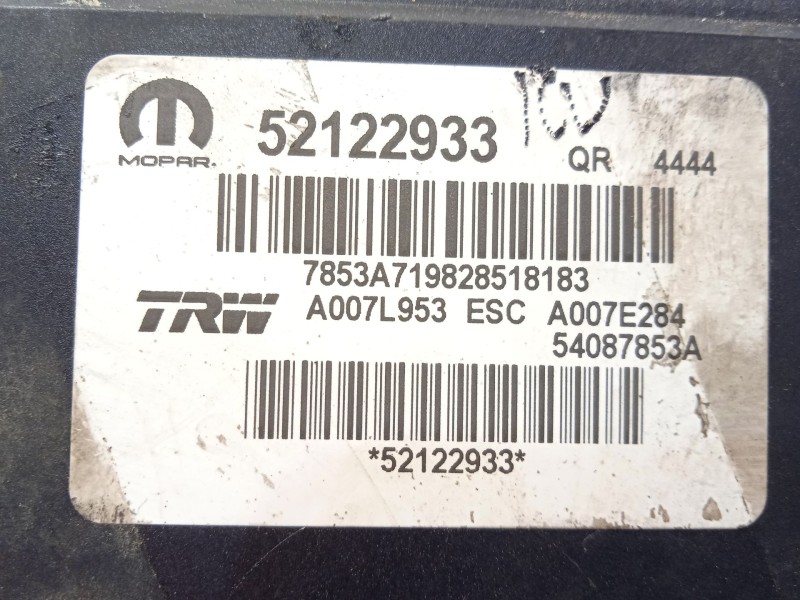 52122933
QR 4444
MOPAR.
7853A719828518183
TRW A007L953 ESC A007E284
54087853A
*52122933*